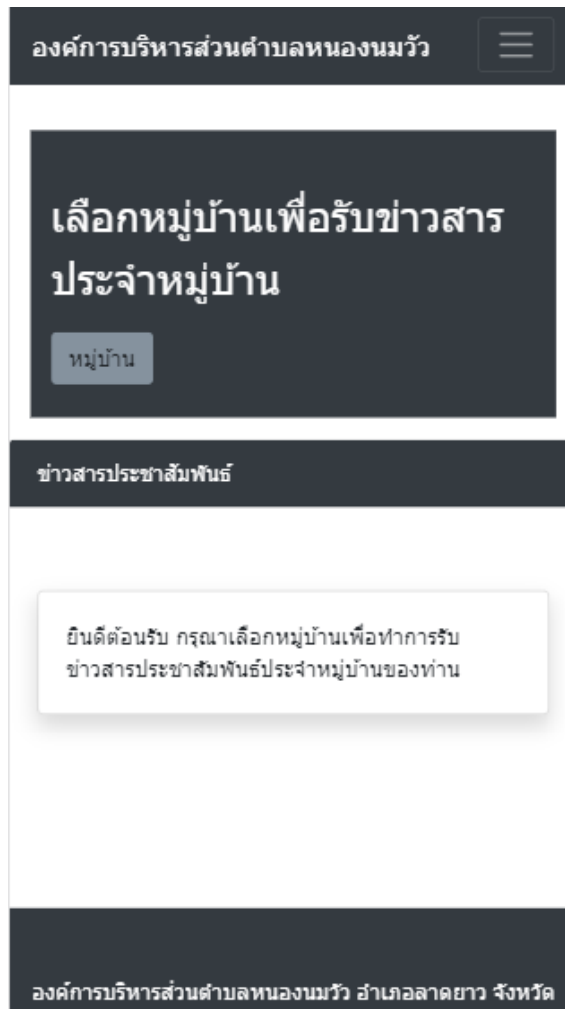 องค์การบริหารส่วนตำบลหนองนมวัว
เลือกหมู่บ้านเพื่อรับข่าวสาร
ประจำหมู่บ้าน
หมู่บ้าน
ข่าวสารประชาสัมพันธ์
ยินดีต้อนรับ กรุณาเลือกหมู่บ้านเพื่อทำการรับ
ข่าวสารประชาสัมพันธ์ประจำหมู่บ้านของท่าน
องค์การบริหารส่วนตำบลหนองนมวัว อำเภอลาดยาว จังหวัด